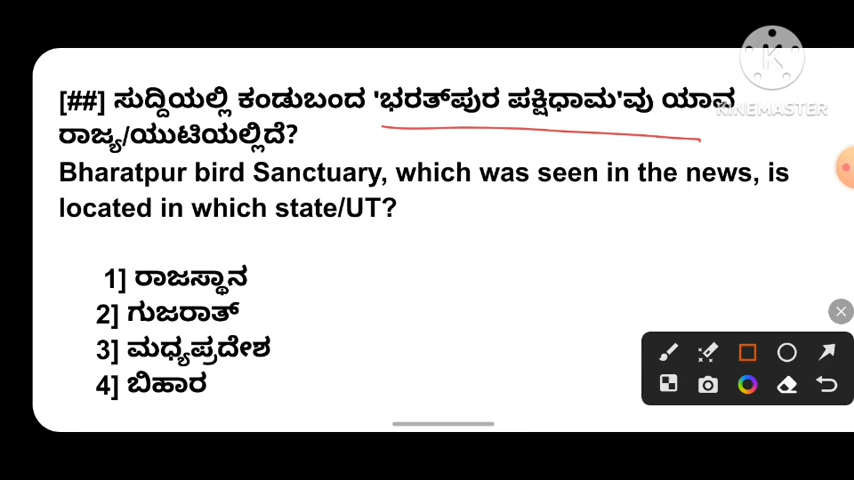 [##] ಸುದ್ದಿಯಲ್ಲಿ ಕಂಡುಬಂದ 'ಭರತ್‌ಪುರ ಪಕ್ಷಿಧಾಮ'ವು ಯಾವ
ರಾಜ್ಯ/ಯುಟಿಯಲ್ಲಿದೆ?
Bharatpur bird Sanctuary, which was seen in the news, is
located in which state/UT?
1] ರಾಜಸ್ಥಾನ
2] ಗುಜರಾತ್
3] ಮಧ್ಯಪ್ರದೇಶ
4] ಬಿಹಾರ
K
KINEMASTER